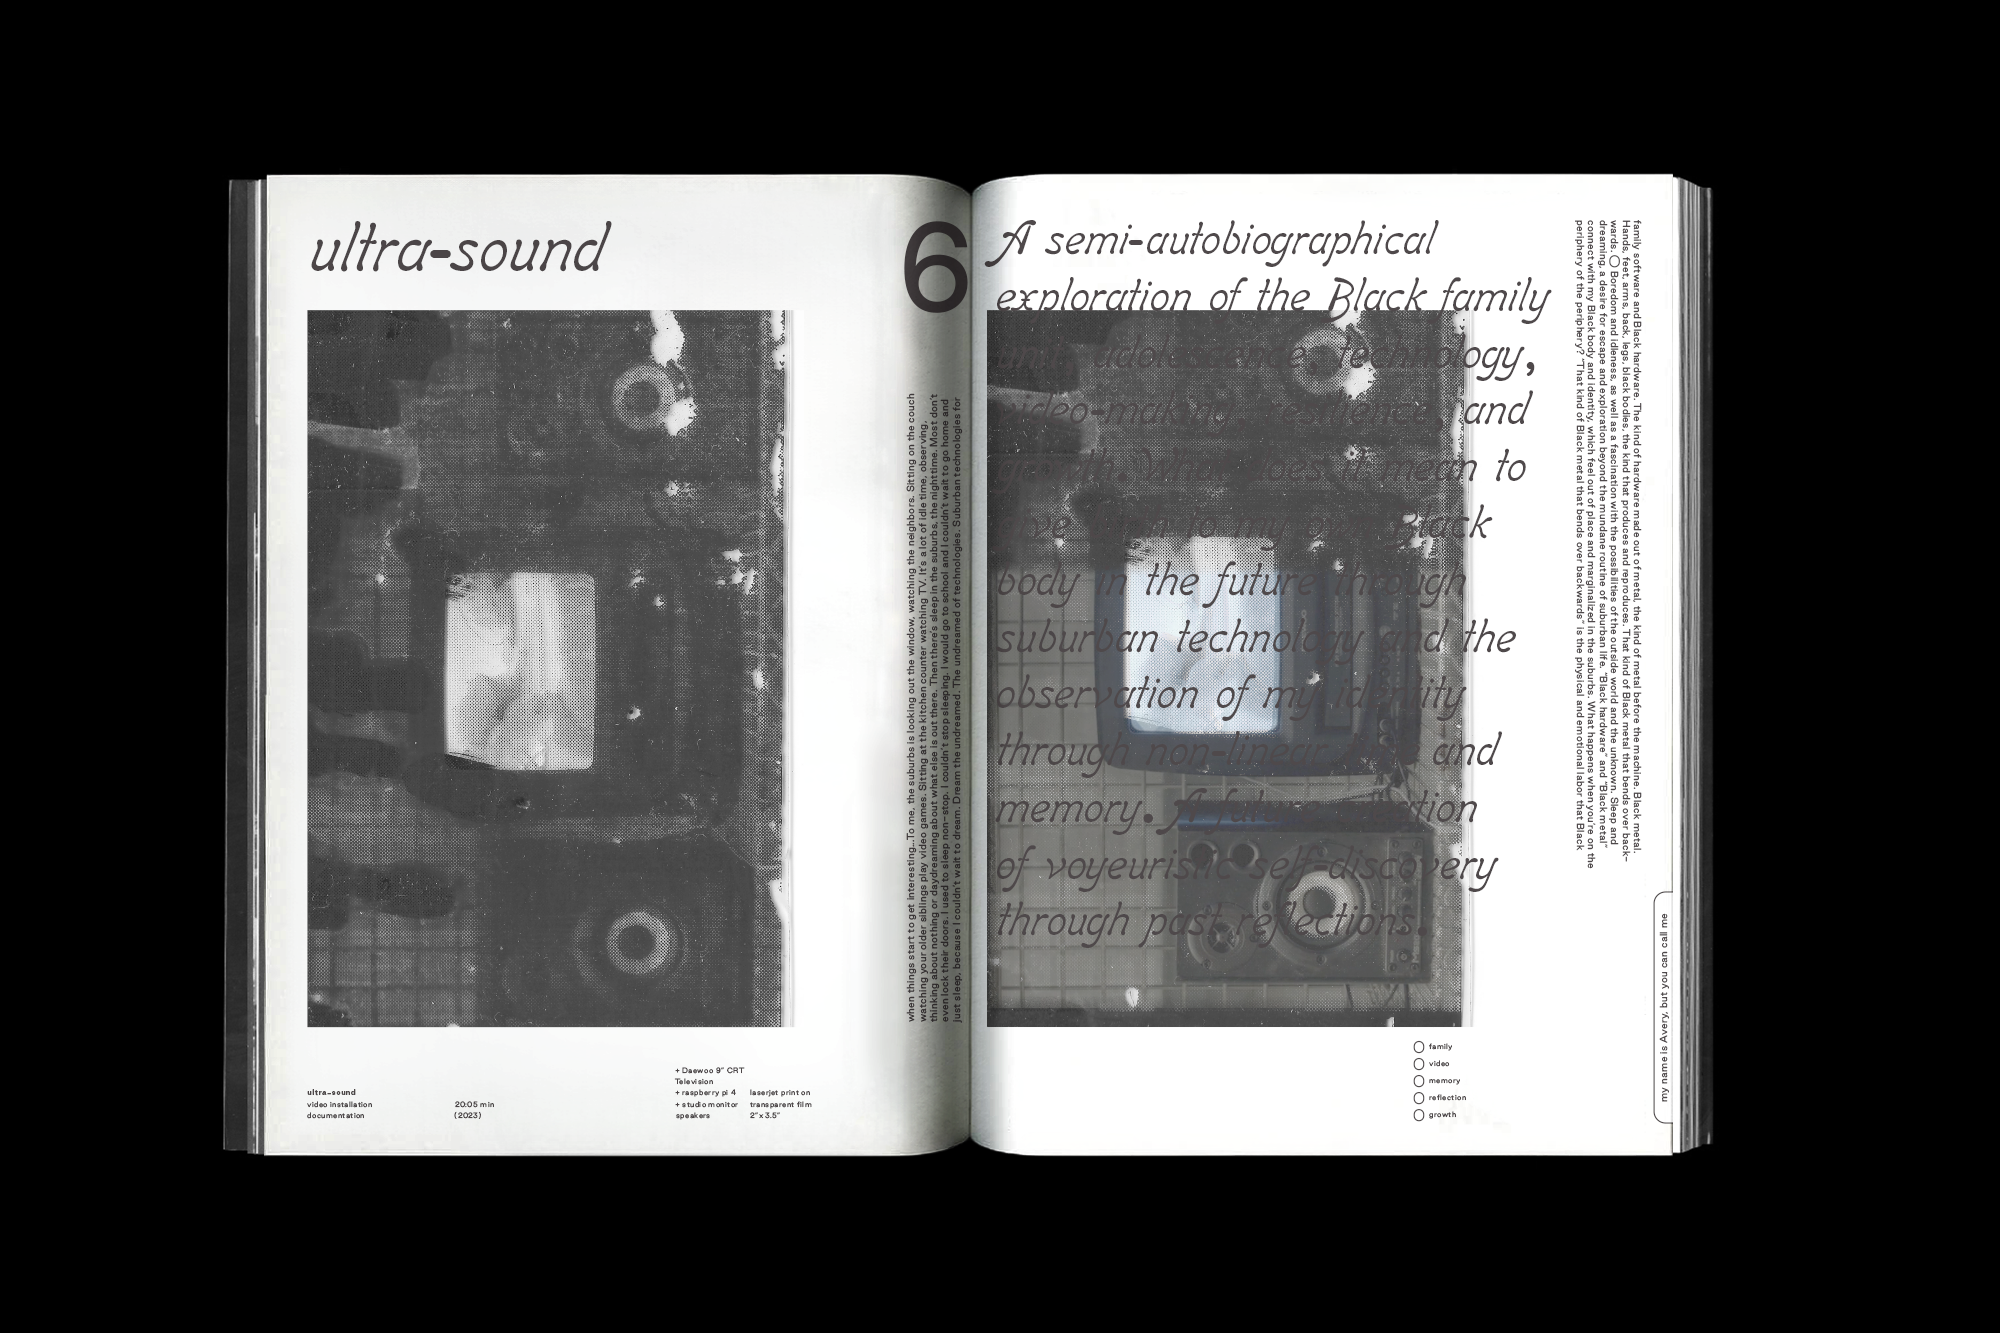 ultra-sound
6
when things start to get interesting...To me, the suburbs is looking out the window, watching the neighbors. Sitting on the couch
watching your older siblings play video games. Sitting at the kitchen counter watching TV. It's a lot of idle time, observing,
thinking about nothing or daydreaming about what else is out there. Then there's sleep in the suburbs, the nighttime. Most don't
even lock their doors. I used to sleep non-stop. I couldn't stop sleeping. I would go to school and I couldn't wait to go home and
just sleep, because I couldn't wait to dream. Dream the undreamed. The undreamed of technologies. Suburban technologies for
ultra-sound
video installation
documentation
20:05 min
(2023)
+ Daewoo 9" CRT
Television
+ raspberry pi 4
+ studio monitor
speakers
laserjet print on
transparent film
2"x 3.5"
A semi-autobiographical
exploration of the Black family
technology,
video-making, and
mean to
my Black
body in the future through
suburban technology and the
observation of my identity
through non-linear and
memory. A
of voyeuristic self-discovery
through past reflections.
family software and Black hardware. The kind of hardware made out of metal, the kind of metal before the machine. Black metal.
Hands, feet, arms, back, legs, black bodies, the kind that produces and reproduces. That kind of Black metal that bends over back-
wards. Boredom and idleness, as well as a fascination with the possibilities of the outside world and the unknown. Sleep and
dreaming, a desire for escape and exploration beyond the mundane routine of suburban life. "Black hardware" and "Black metal"
connect with my Black body and identity, which feel out of place and marginalized in the suburbs. What happens when you're on the
periphery of the periphery? "That kind of Black metal that bends over backwards" is the physical and emotional labor that Black
family
video
memory
reflection
growth
my name is Avery, but you can call me